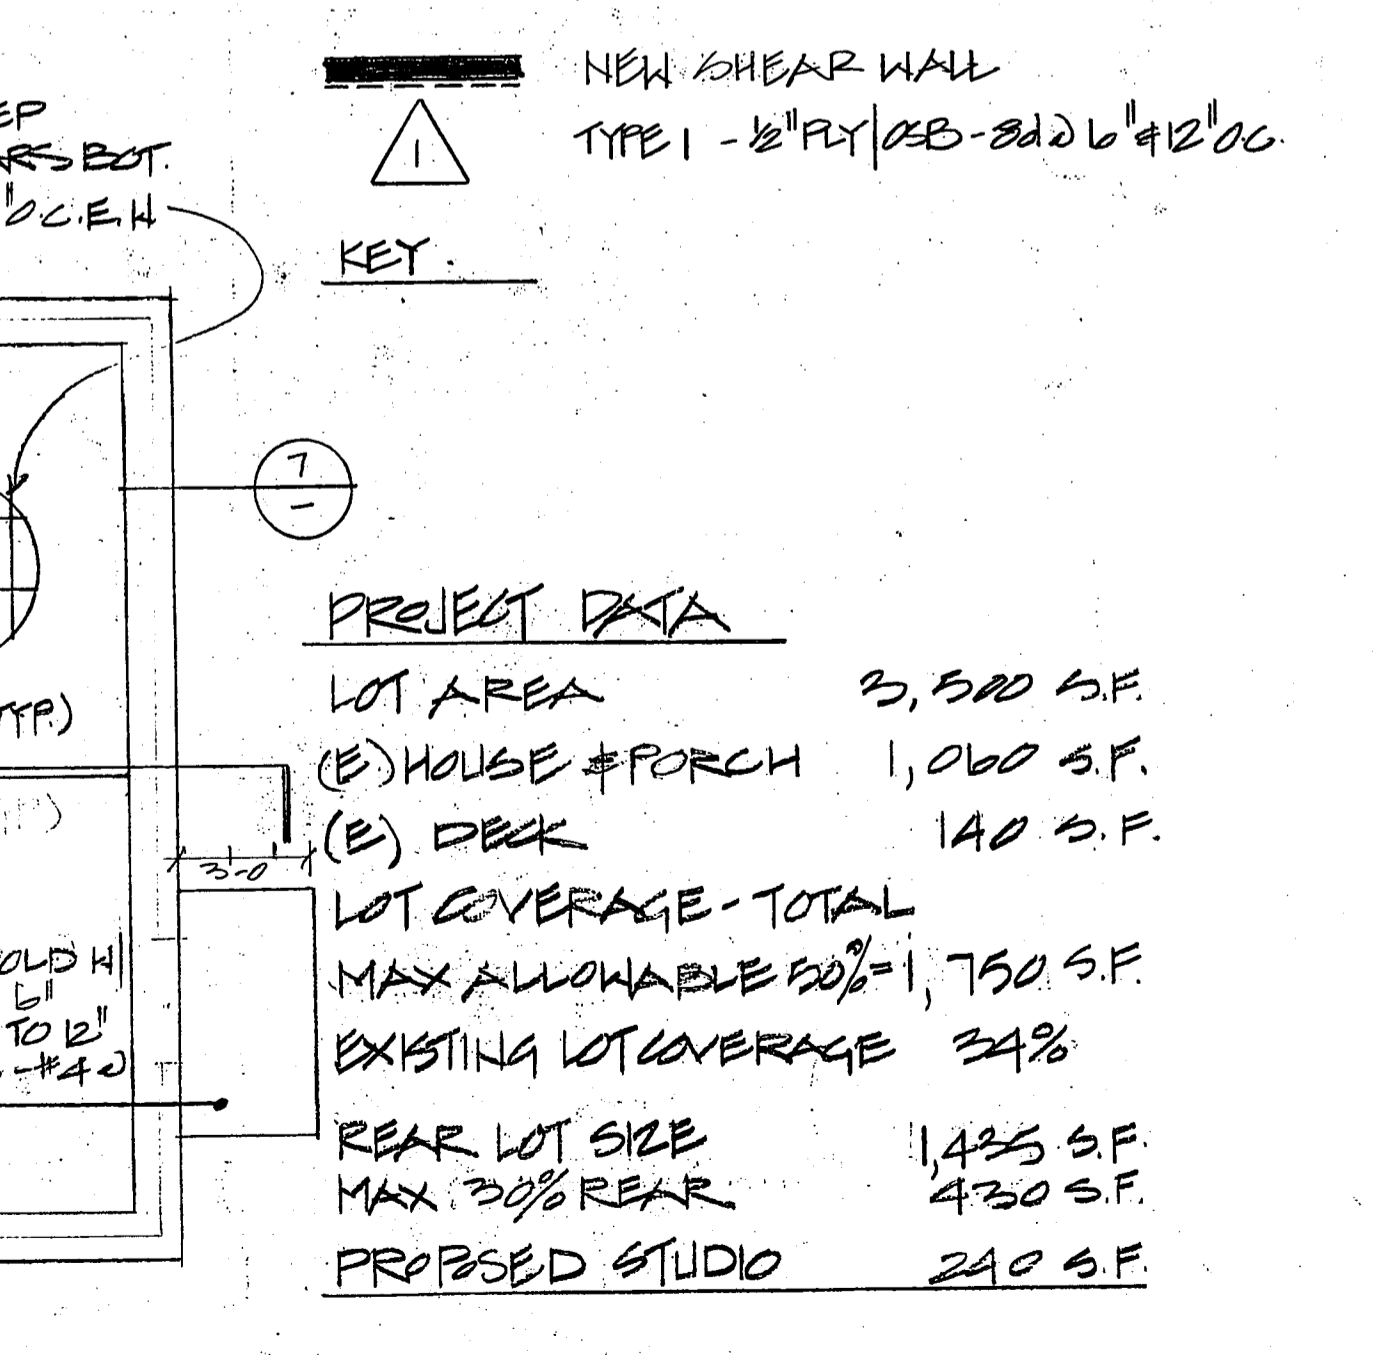 NEW SHEAR WALL
TYPE 1 - 1/2" PLY|OSB - 8d @ 6" & 12" O.C.
1
KEY.
EP
ARS BOT.
" O.C.E.W
7
-
PROJECT DATA
LOT AREA 3,500 S.F.
(E) HOUSE & PORCH 1,060 S.F.
(E) DECK 140 S.F.
LOT COVERAGE - TOTAL
MAX ALLOWABLE 50% = 1,750 S.F.
EXISTING LOT COVERAGE 34%
REAR LOT SIZE 1,435 S.F.
MAX 30% REAR 430 S.F.
PROPOSED STUDIO 240 S.F.
TYP.)
3'-0"
OLD W/
6"
TO 12"
- #4 @